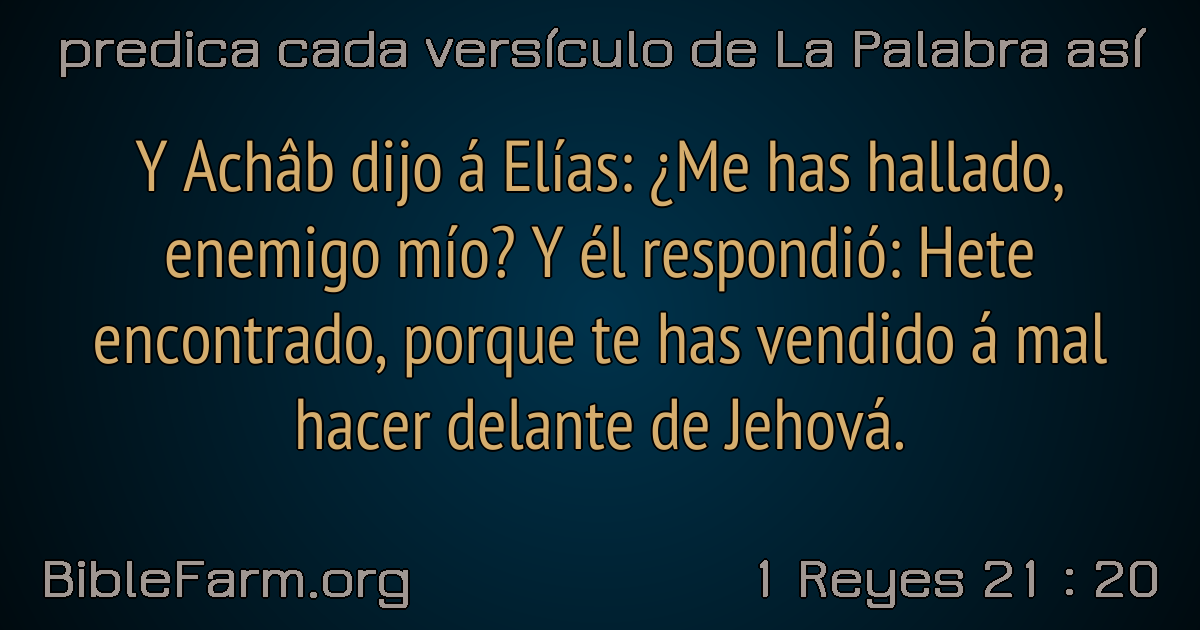 predica cada versículo de La Palabra así
Y Achâb dijo á Elías: ¿Me has hallado,
enemigo mío? Y él respondió: Hete
encontrado, porque te has vendido á mal
hacer delante de Jehová.
BibleFarm.org
1 Reyes 21 : 20